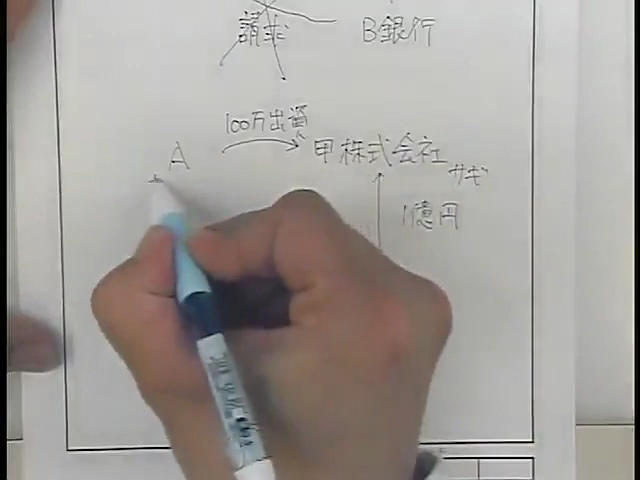 請求 B銀行
100万出資
A 甲株式会社
サギ
1億円